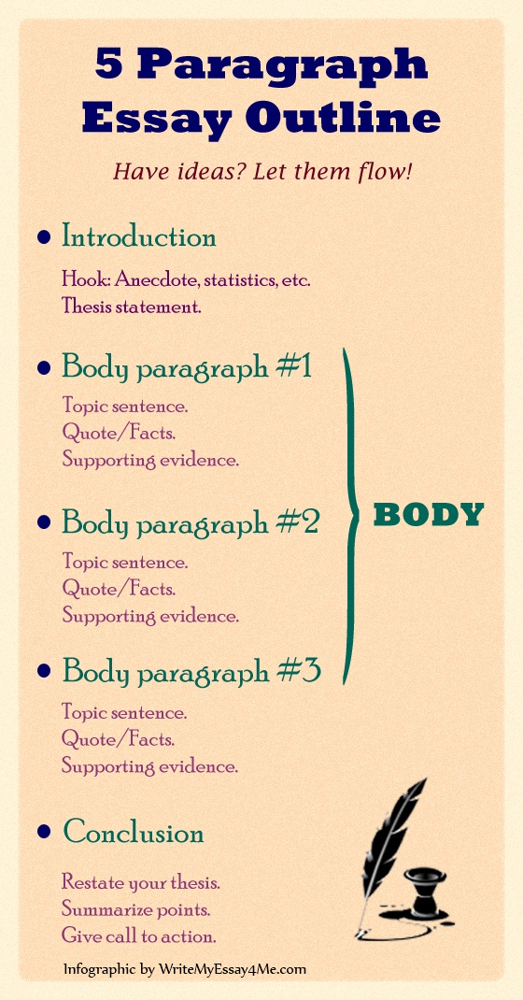 5 Paragraph
Essay Outline
Have ideas? Let them flow!
Introduction
Hook: Anecdote, statistics, etc.
Thesis statement.
Body paragraph #1
Topic sentence.
Quote/Facts.
Supporting evidence.
Body paragraph #2
BODY
Topic sentence.
Quote/Facts.
Supporting evidence.
Body paragraph #3
Topic sentence.
Quote/Facts.
Supporting evidence.
Conclusion
Restate your thesis.
Summarize points.
Give call to action.
Infographic by WriteMyEssay4Me.com